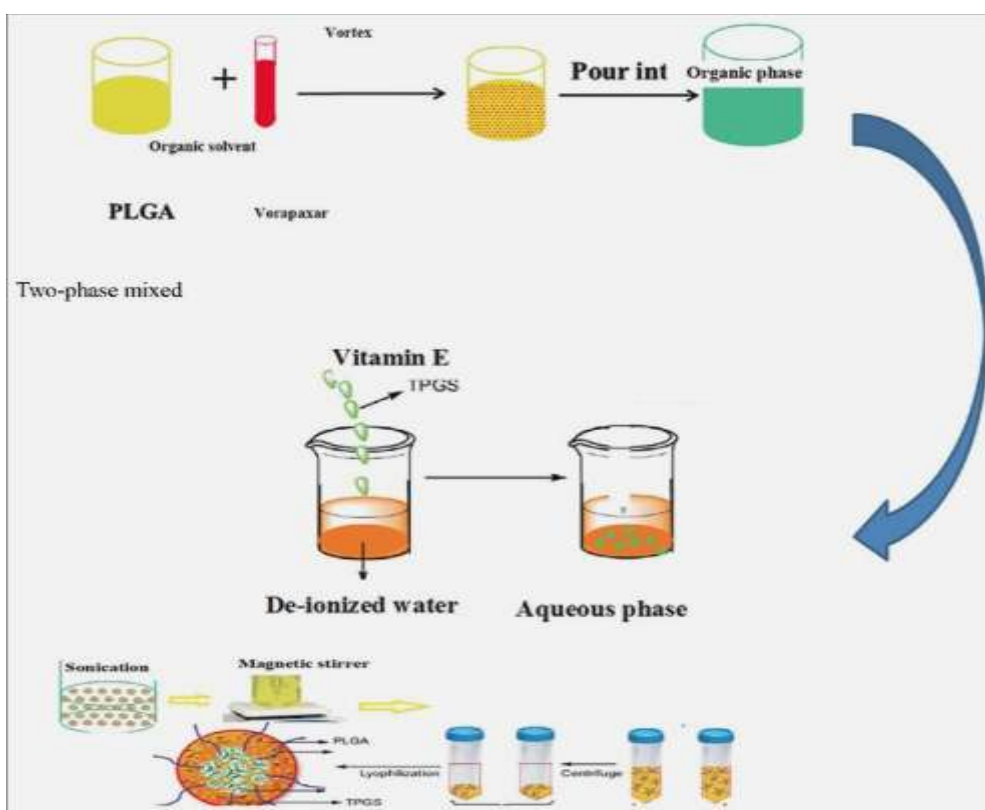 Vortex
Pour int
Organic phase
Organic solvent
PLGA
Vorapaxar
Two-phase mixed
Vitamin E
TPGS
De-ionized water
Aqueous phase
Sonication
Magnetic stirrer
PLGA
Lyophilization
Centrifuge
TPGS